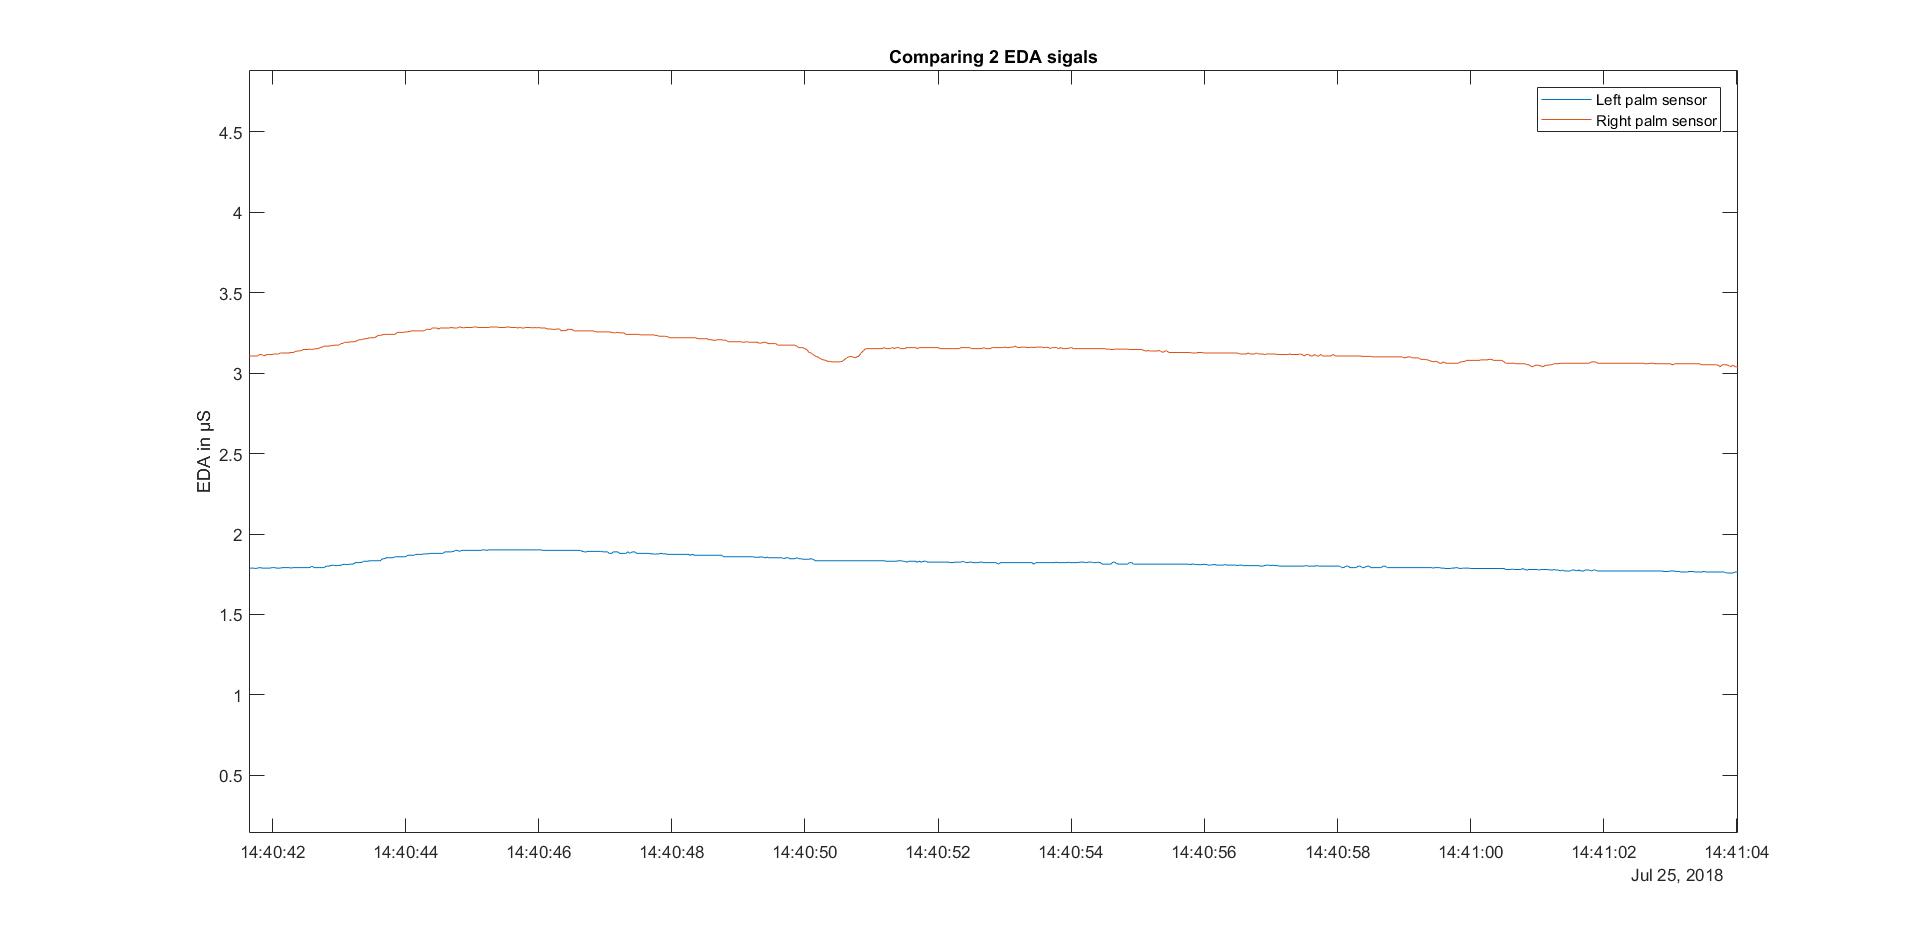 Comparing 2 EDA sigals
Left palm sensor
Right palm sensor
4.5
4
3.5
3
2.5
2
1.5
1
0.5
EDA in µS
14:40:42 14:40:44 14:40:46 14:40:48 14:40:50 14:40:52 14:40:54 14:40:56 14:40:58 14:41:00 14:41:02 14:41:04
Jul 25, 2018